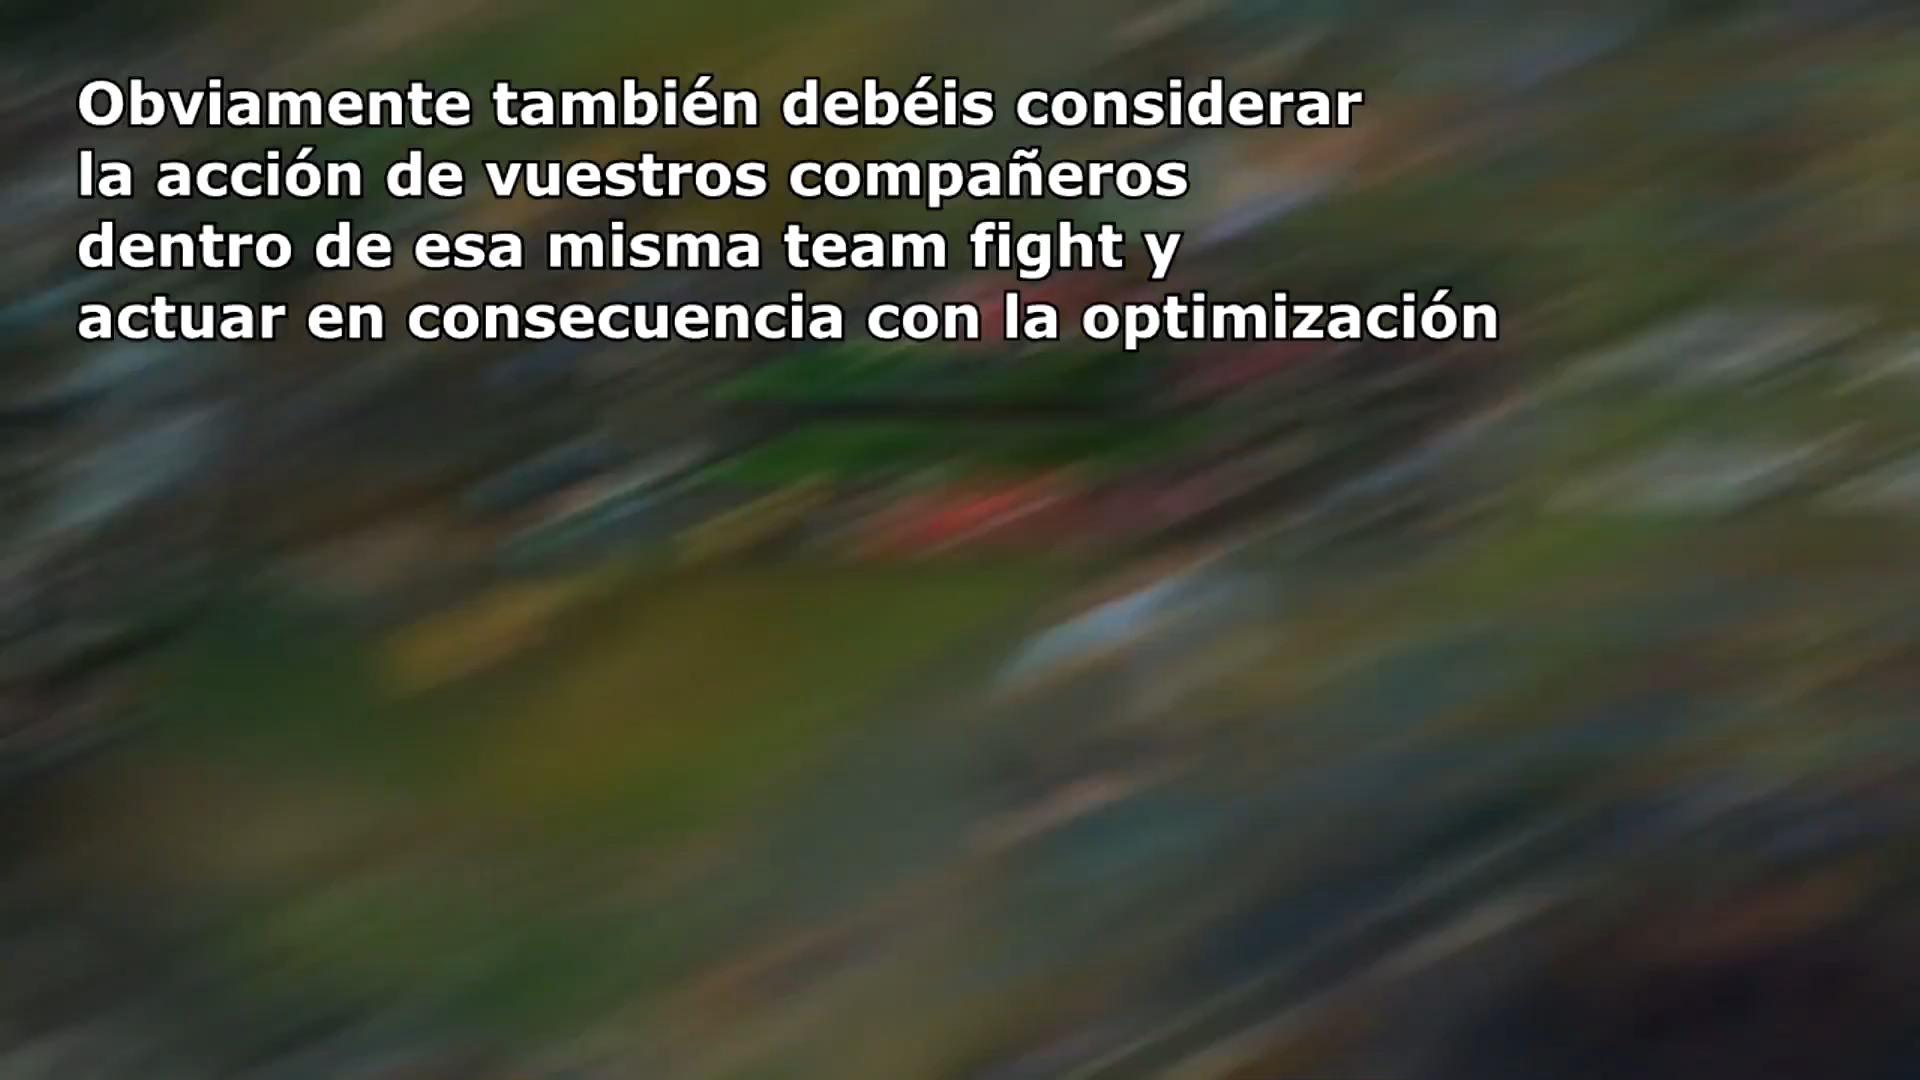 Obviamente también debéis considerar
la acción de vuestros compañeros
dentro de esa misma team fight y
actuar en consecuencia con la optimización